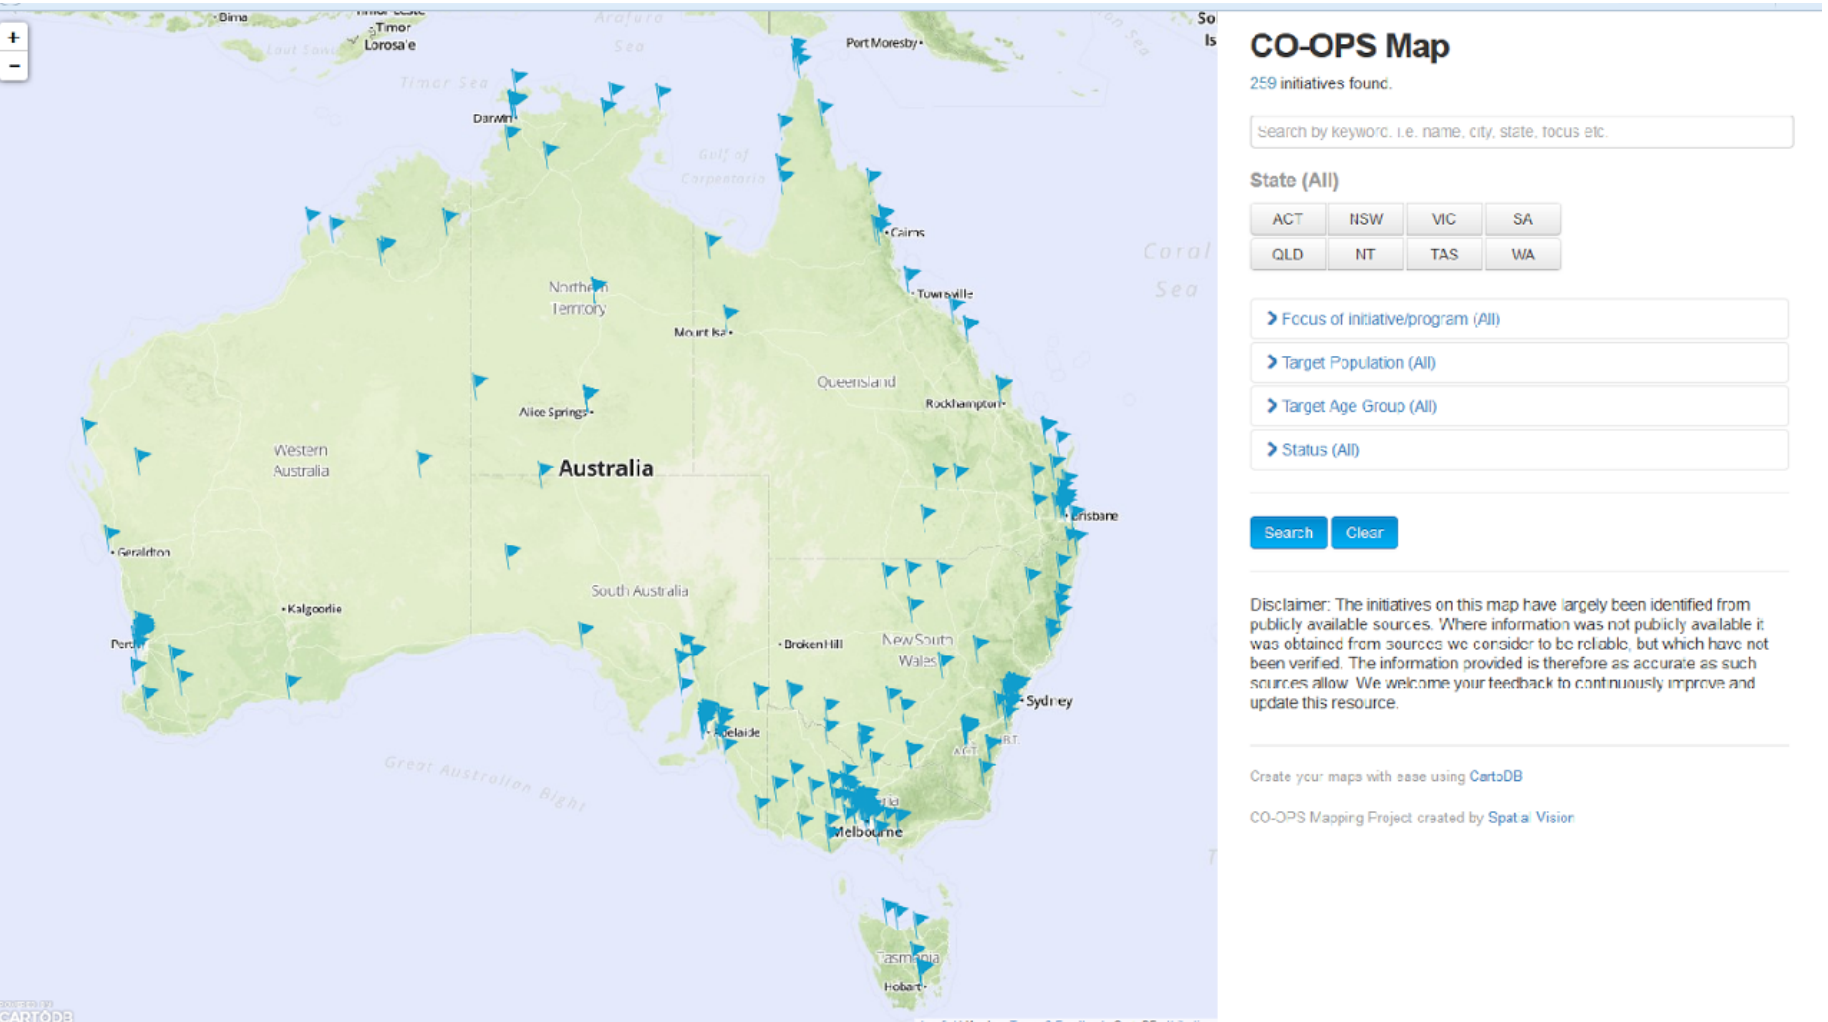 Bima
Timor
Lorosa'e
Arafura
Sea
Timor Sea
Port Moresby
So
Is
+
−
Darwin
Gulf of
Carpentaria
Cairns
Coral
Sea
Townsville
Northern
Territory
Mount Isa
Queensland
Alice Springs
Rockhampton
Western
Australia
Australia
Brisbane
Geraldton
South Australia
Kalgoorlie
Perth
Broken Hill
New South
Wales
Sydney
Adelaide
A.C.T.
Great Australian Bight
Melbourne
Tasmania
Hobart
CARTODB
CO-OPS Map
259 initiatives found.
Search by keyword. i.e. name, city, state, focus etc.
State (All)
ACT NSW VIC SA
QLD NT TAS WA
Focus of initiative/program (All)
Target Population (All)
Target Age Group (All)
Status (All)
Search Clear
Disclaimer: The initiatives on this map have largely been identified from
publicly available sources. Where information was not publicly available it
was obtained from sources we consider to be reliable, but which have not
been verified. The information provided is therefore as accurate as such
sources allow. We welcome your feedback to continuously improve and
update this resource.
Create your maps with ease using CartoDB
CO-OPS Mapping Project created by Spatial Vision